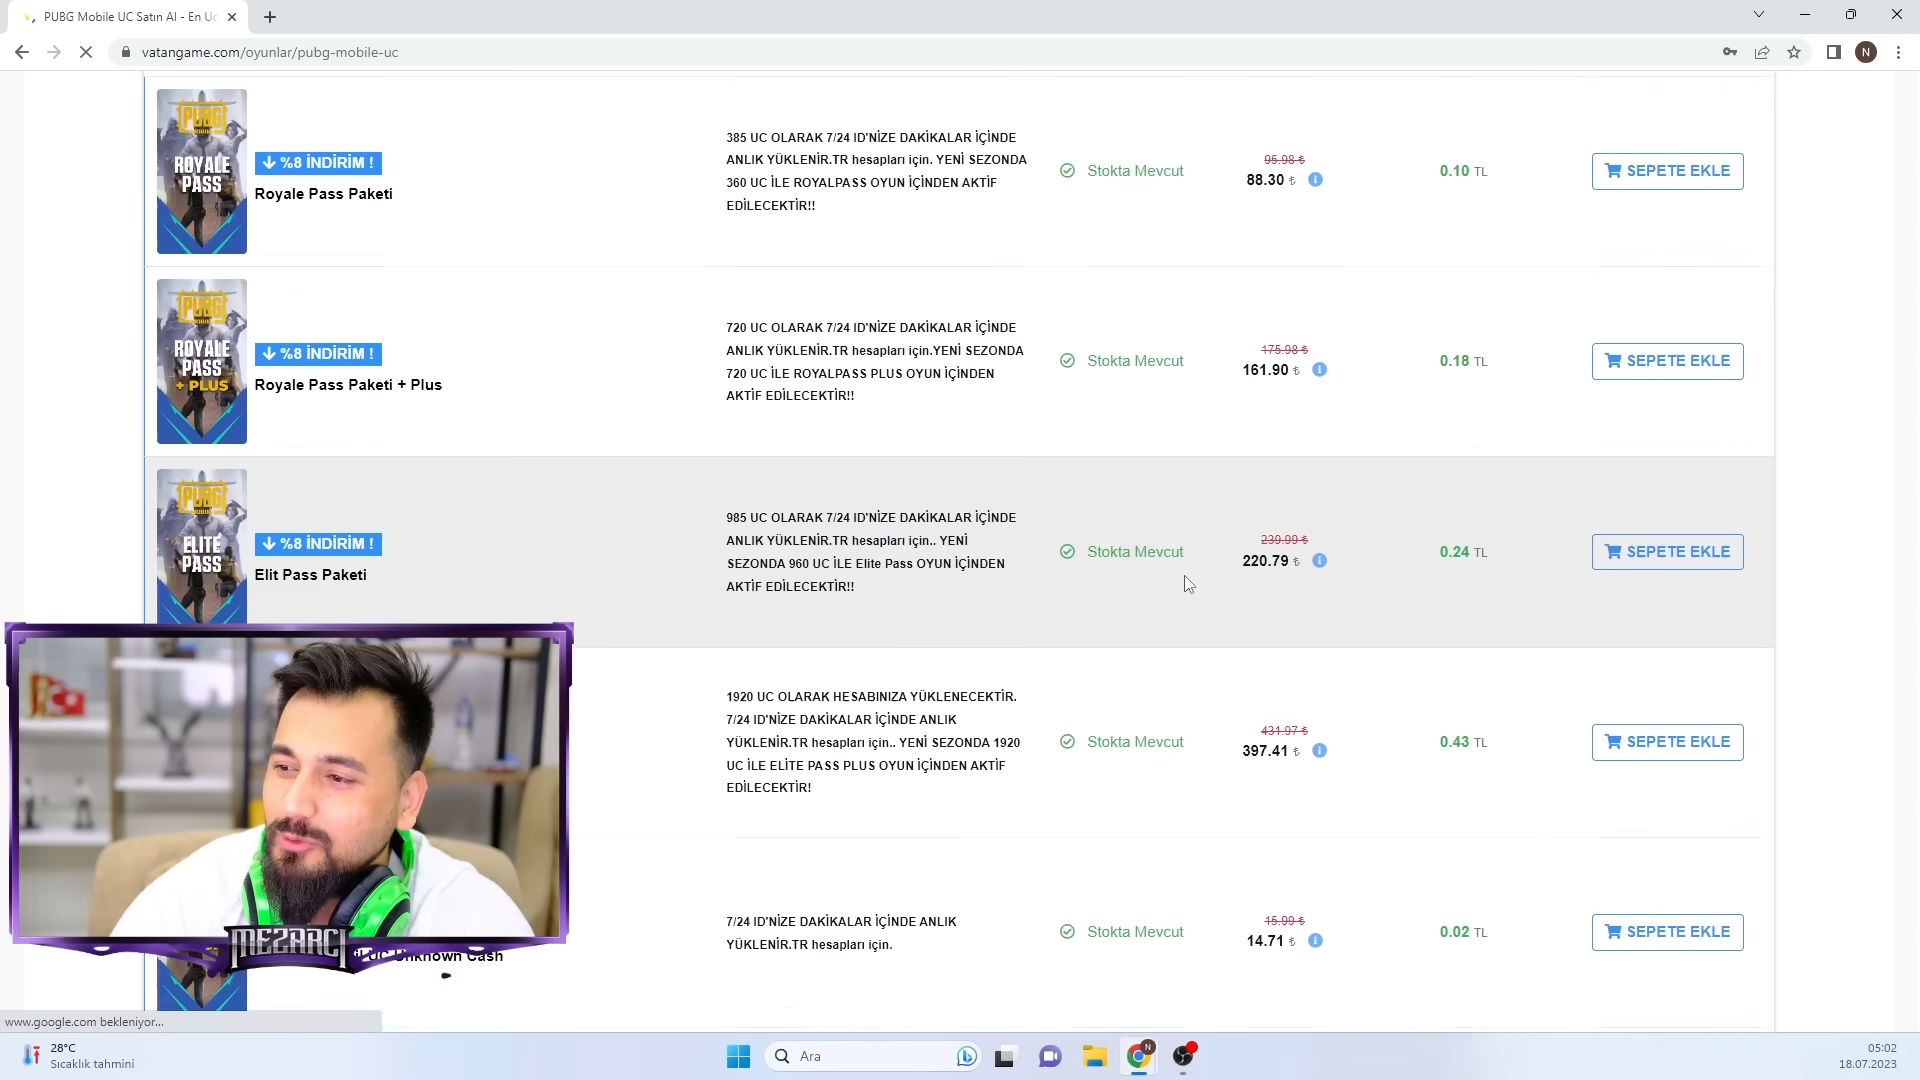 PUBG Mobile UC Satın Al - En Uc
vatangame.com/oyunlar/pubg-mobile-uc
N
PUBG
ROYALE
PASS
%8 İNDİRİM !
Royale Pass Paketi
385 UC OLARAK 7/24 ID'NİZE DAKİKALAR İÇİNDE
ANLIK YÜKLENİR.TR hesapları için. YENİ SEZONDA
360 UC İLE ROYALPASS OYUN İÇİNDEN AKTİF
EDİLECEKTİR!!
Stokta Mevcut
95.98 ₺
88.30 ₺
0.10 TL
SEPETE EKLE
PUBG
ROYALE
PASS
+ PLUS
%8 İNDİRİM !
Royale Pass Paketi + Plus
720 UC OLARAK 7/24 ID'NİZE DAKİKALAR İÇİNDE
ANLIK YÜKLENİR.TR hesapları için.YENİ SEZONDA
720 UC İLE ROYALPASS PLUS OYUN İÇİNDEN
AKTİF EDİLECEKTİR!!
Stokta Mevcut
175.98 ₺
161.90 ₺
0.18 TL
SEPETE EKLE
PUBG
ELITE
PASS
%8 İNDİRİM !
Elit Pass Paketi
985 UC OLARAK 7/24 ID'NİZE DAKİKALAR İÇİNDE
ANLIK YÜKLENİR.TR hesapları için.. YENİ
SEZONDA 960 UC İLE Elite Pass OYUN İÇİNDEN
AKTİF EDİLECEKTİR!!
Stokta Mevcut
239.99 ₺
220.79 ₺
0.24 TL
SEPETE EKLE
1920 UC OLARAK HESABINIZA YÜKLENECEKTİR.
7/24 ID'NİZE DAKİKALAR İÇİNDE ANLIK
YÜKLENİR.TR hesapları için.. YENİ SEZONDA 1920
UC İLE ELİTE PASS PLUS OYUN İÇİNDEN AKTİF
EDİLECEKTİR!
Stokta Mevcut
431.97 ₺
397.41 ₺
0.43 TL
SEPETE EKLE
MEZARCI
UC Unknown Cash
7/24 ID'NİZE DAKİKALAR İÇİNDE ANLIK
YÜKLENİR.TR hesapları için.
Stokta Mevcut
15.99 ₺
14.71 ₺
0.02 TL
SEPETE EKLE
www.google.com bekleniyor...
28°C
Sıcaklık tahmini
Ara
N
05:02
18.07.2023